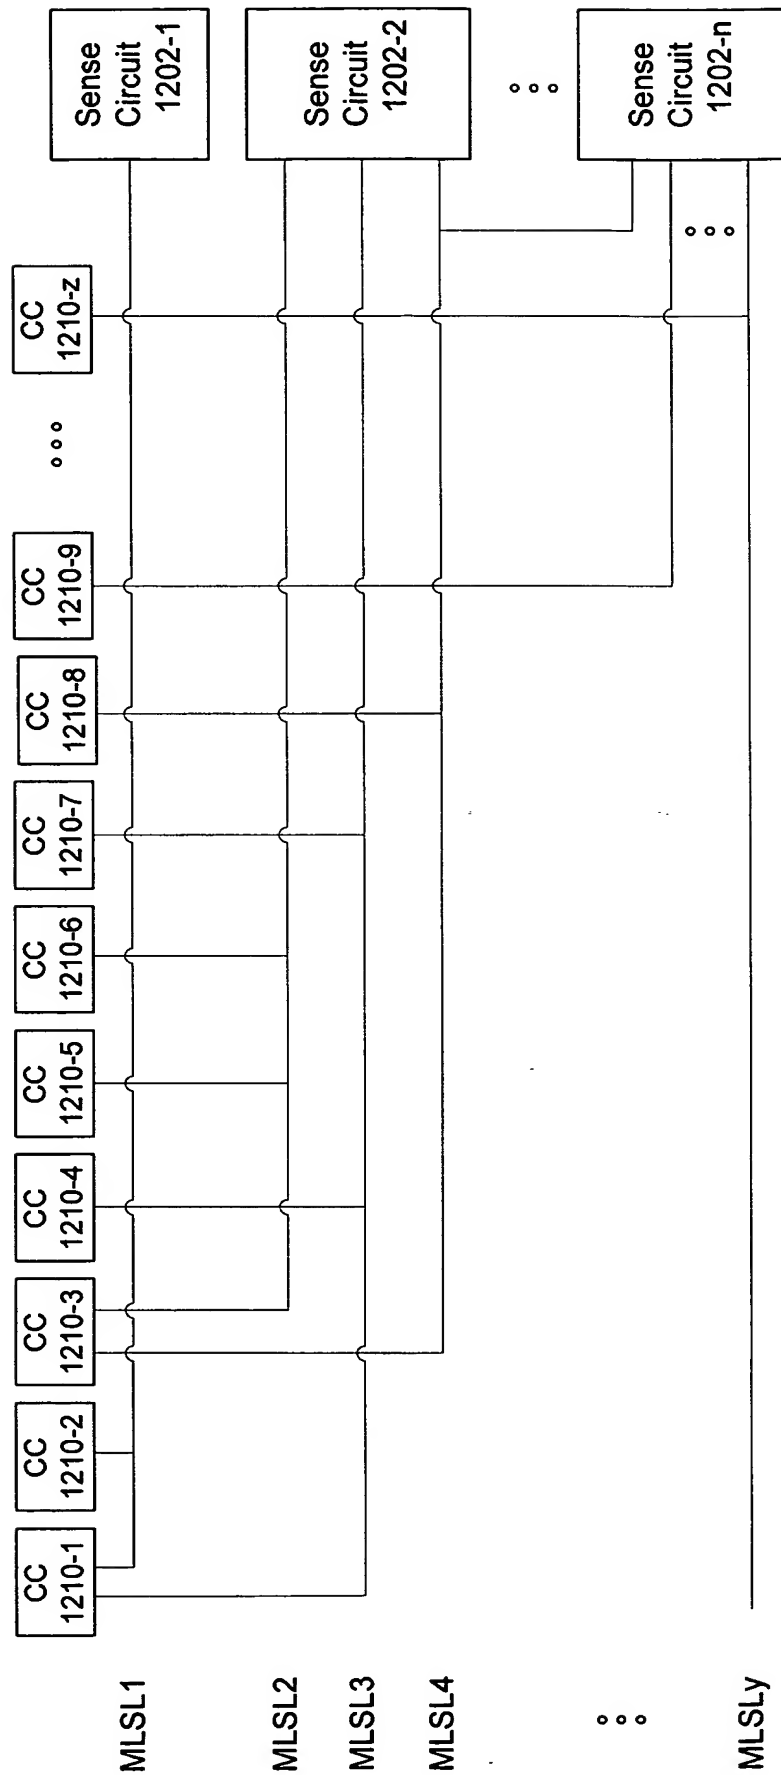 CC
1210-1
CC
1210-2
CC
1210-3
CC
1210-4
CC
1210-5
CC
1210-6
CC
1210-7
CC
1210-8
CC
1210-9
CC
1210-z
Sense
Circuit
1202-1
Sense
Circuit
1202-2
Sense
Circuit
1202-n
MLSL1
MLSL2
MLSL3
MLSL4
MLSLy